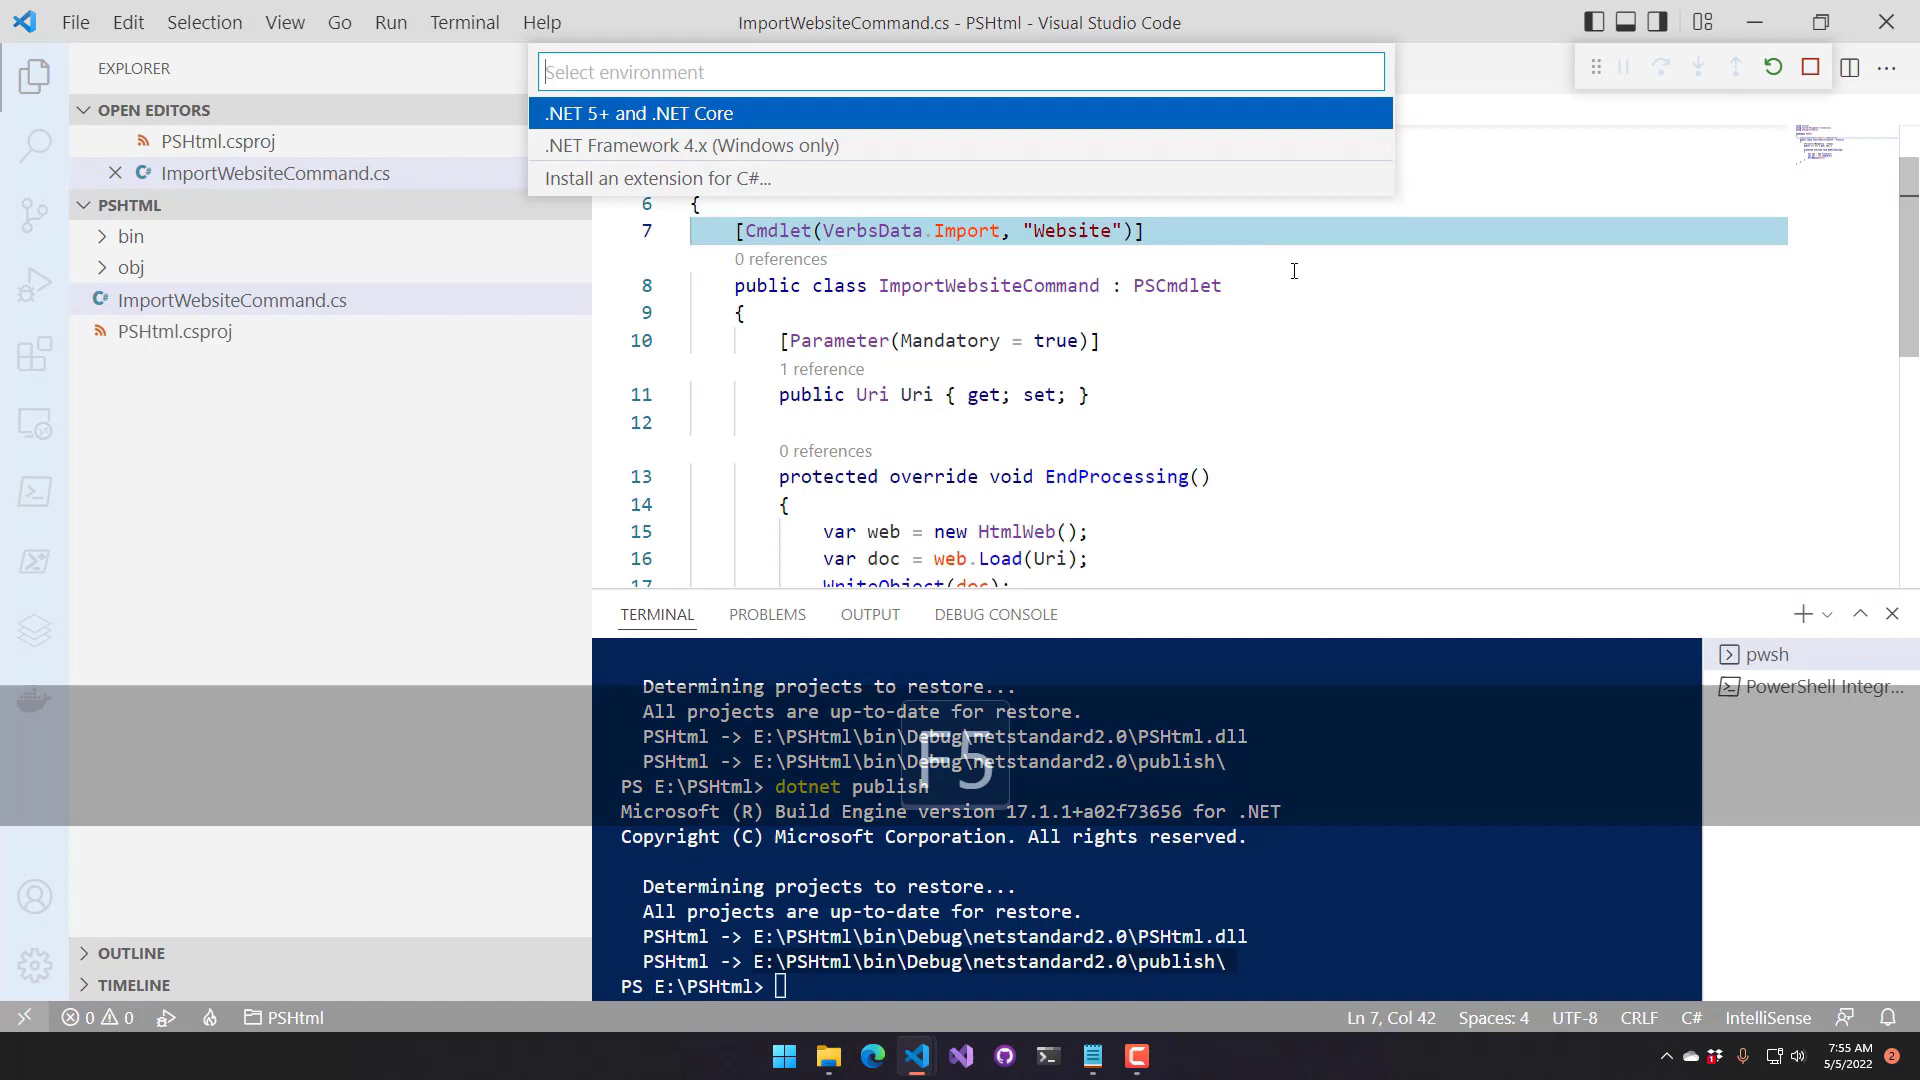 File Edit Selection View Go Run Terminal Help
ImportWebsiteCommand.cs - PSHtml - Visual Studio Code
EXPLORER
OPEN EDITORS
PSHtml.csproj
ImportWebsiteCommand.cs
PSHTML
bin
obj
ImportWebsiteCommand.cs
PSHtml.csproj
OUTLINE
TIMELINE
Select environment
.NET 5+ and .NET Core
.NET Framework 4.x (Windows only)
Install an extension for C#...
6 {
7 [Cmdlet(VerbsData.Import, "Website")]
0 references
8 public class ImportWebsiteCommand : PSCmdlet
9 {
10 [Parameter(Mandatory = true)]
1 reference
11 public Uri Uri { get; set; }
12
0 references
13 protected override void EndProcessing()
14 {
15 var web = new HtmlWeb();
16 var doc = web.Load(Uri);
17 WriteObject(doc);
TERMINAL PROBLEMS OUTPUT DEBUG CONSOLE
Determining projects to restore...
All projects are up-to-date for restore.
PSHtml -> E:\PSHtml\bin\Debug\netstandard2.0\PSHtml.dll
PSHtml -> E:\PSHtml\bin\Debug\netstandard2.0\publish\
PS E:\PSHtml> dotnet publish
Microsoft (R) Build Engine version 17.1.1+a02f73656 for .NET
Copyright (C) Microsoft Corporation. All rights reserved.
Determining projects to restore...
All projects are up-to-date for restore.
PSHtml -> E:\PSHtml\bin\Debug\netstandard2.0\PSHtml.dll
PSHtml -> E:\PSHtml\bin\Debug\netstandard2.0\publish\
PS E:\PSHtml>
pwsh
PowerShell Integr...
F5
0 0
PSHtml
Ln 7, Col 42 Spaces: 4 UTF-8 CRLF C# IntelliSense
7:55 AM
5/5/2022
2